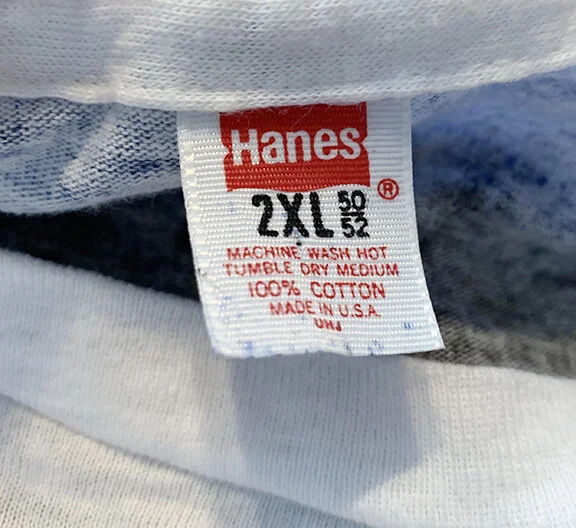 Hanes ®
2XL 50/52
MACHINE WASH HOT
TUMBLE DRY MEDIUM
100% COTTON
MADE IN U.S.A.